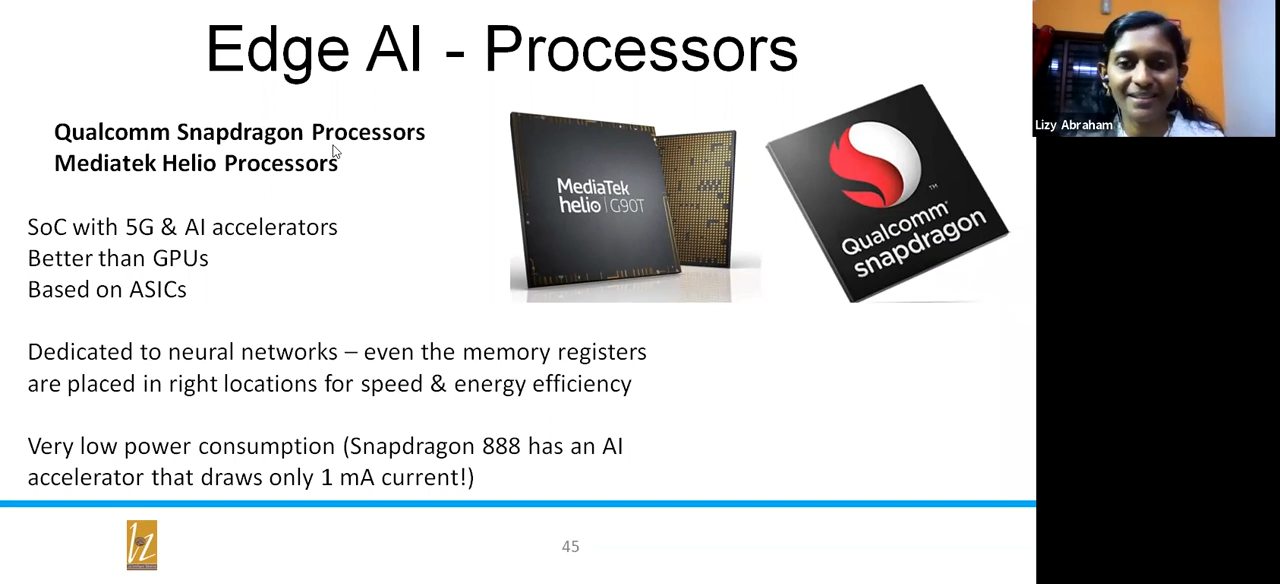 Edge AI - Processors
Lizy Abraham
Qualcomm Snapdragon Processors
Mediatek Helio Processors
MediaTek
helio | G90T
Qualcomm
snapdragon™
SoC with 5G & AI accelerators
Better than GPUs
Based on ASICs
Dedicated to neural networks – even the memory registers
are placed in right locations for speed & energy efficiency
Very low power consumption (Snapdragon 888 has an AI
accelerator that draws only 1 mA current!)
45